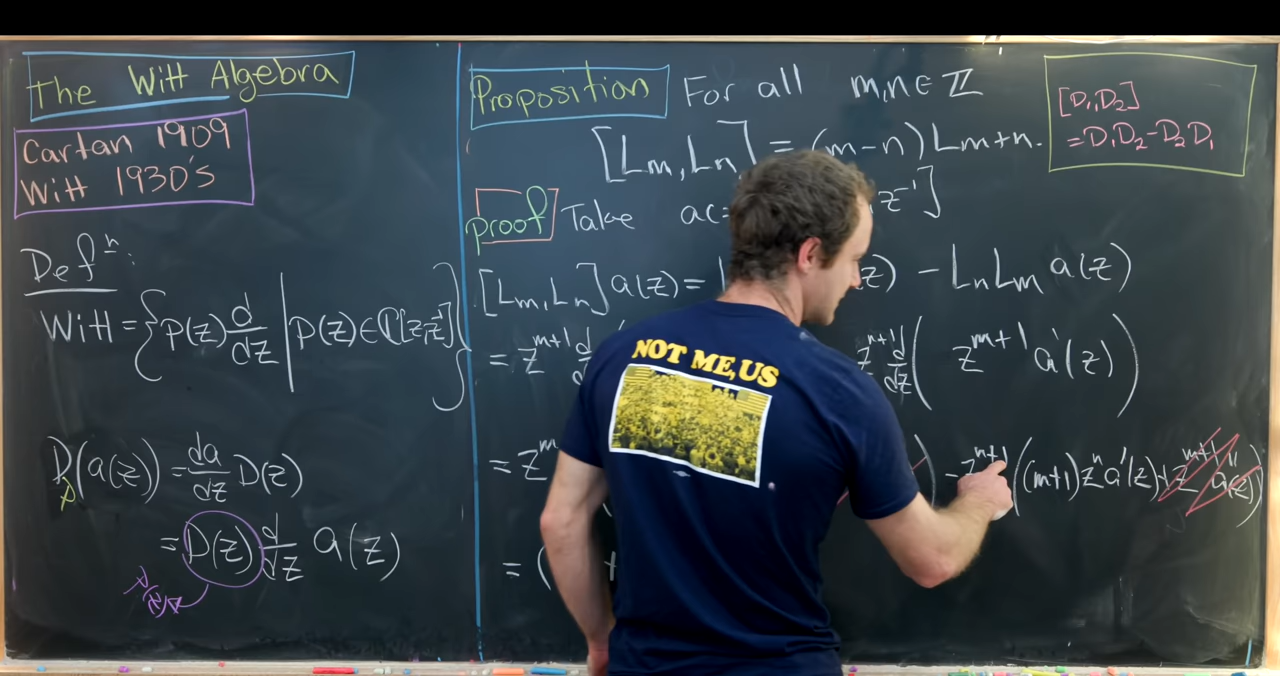 The Witt Algebra
Cartan 1909
Witt 1930's
Defⁿ:
Witt = { P(z) d/dz | P(z) ∈ ℂ[z,z⁻¹] }
D_p(a(z)) = da/dz D(z)
= D(z) d/dz a(z)
Proposition For all m,n ∈ ℤ
[Lm, Ln] = (m-n) Lm+n.
[D₁,D₂]
= D₁D₂ - D₂D₁
proof Take a z⁻¹]
[Lm, Ln] a(z) = z) - LnLm a(z)
= z^{m+1} d z^{n+1} d/dz ( z^{m+1} a'(z) )
= z^m ) - z^{n+1} ((m+1) z^n a'(z) + z^{m+1} a''(z))
= ( +
NOT ME, US